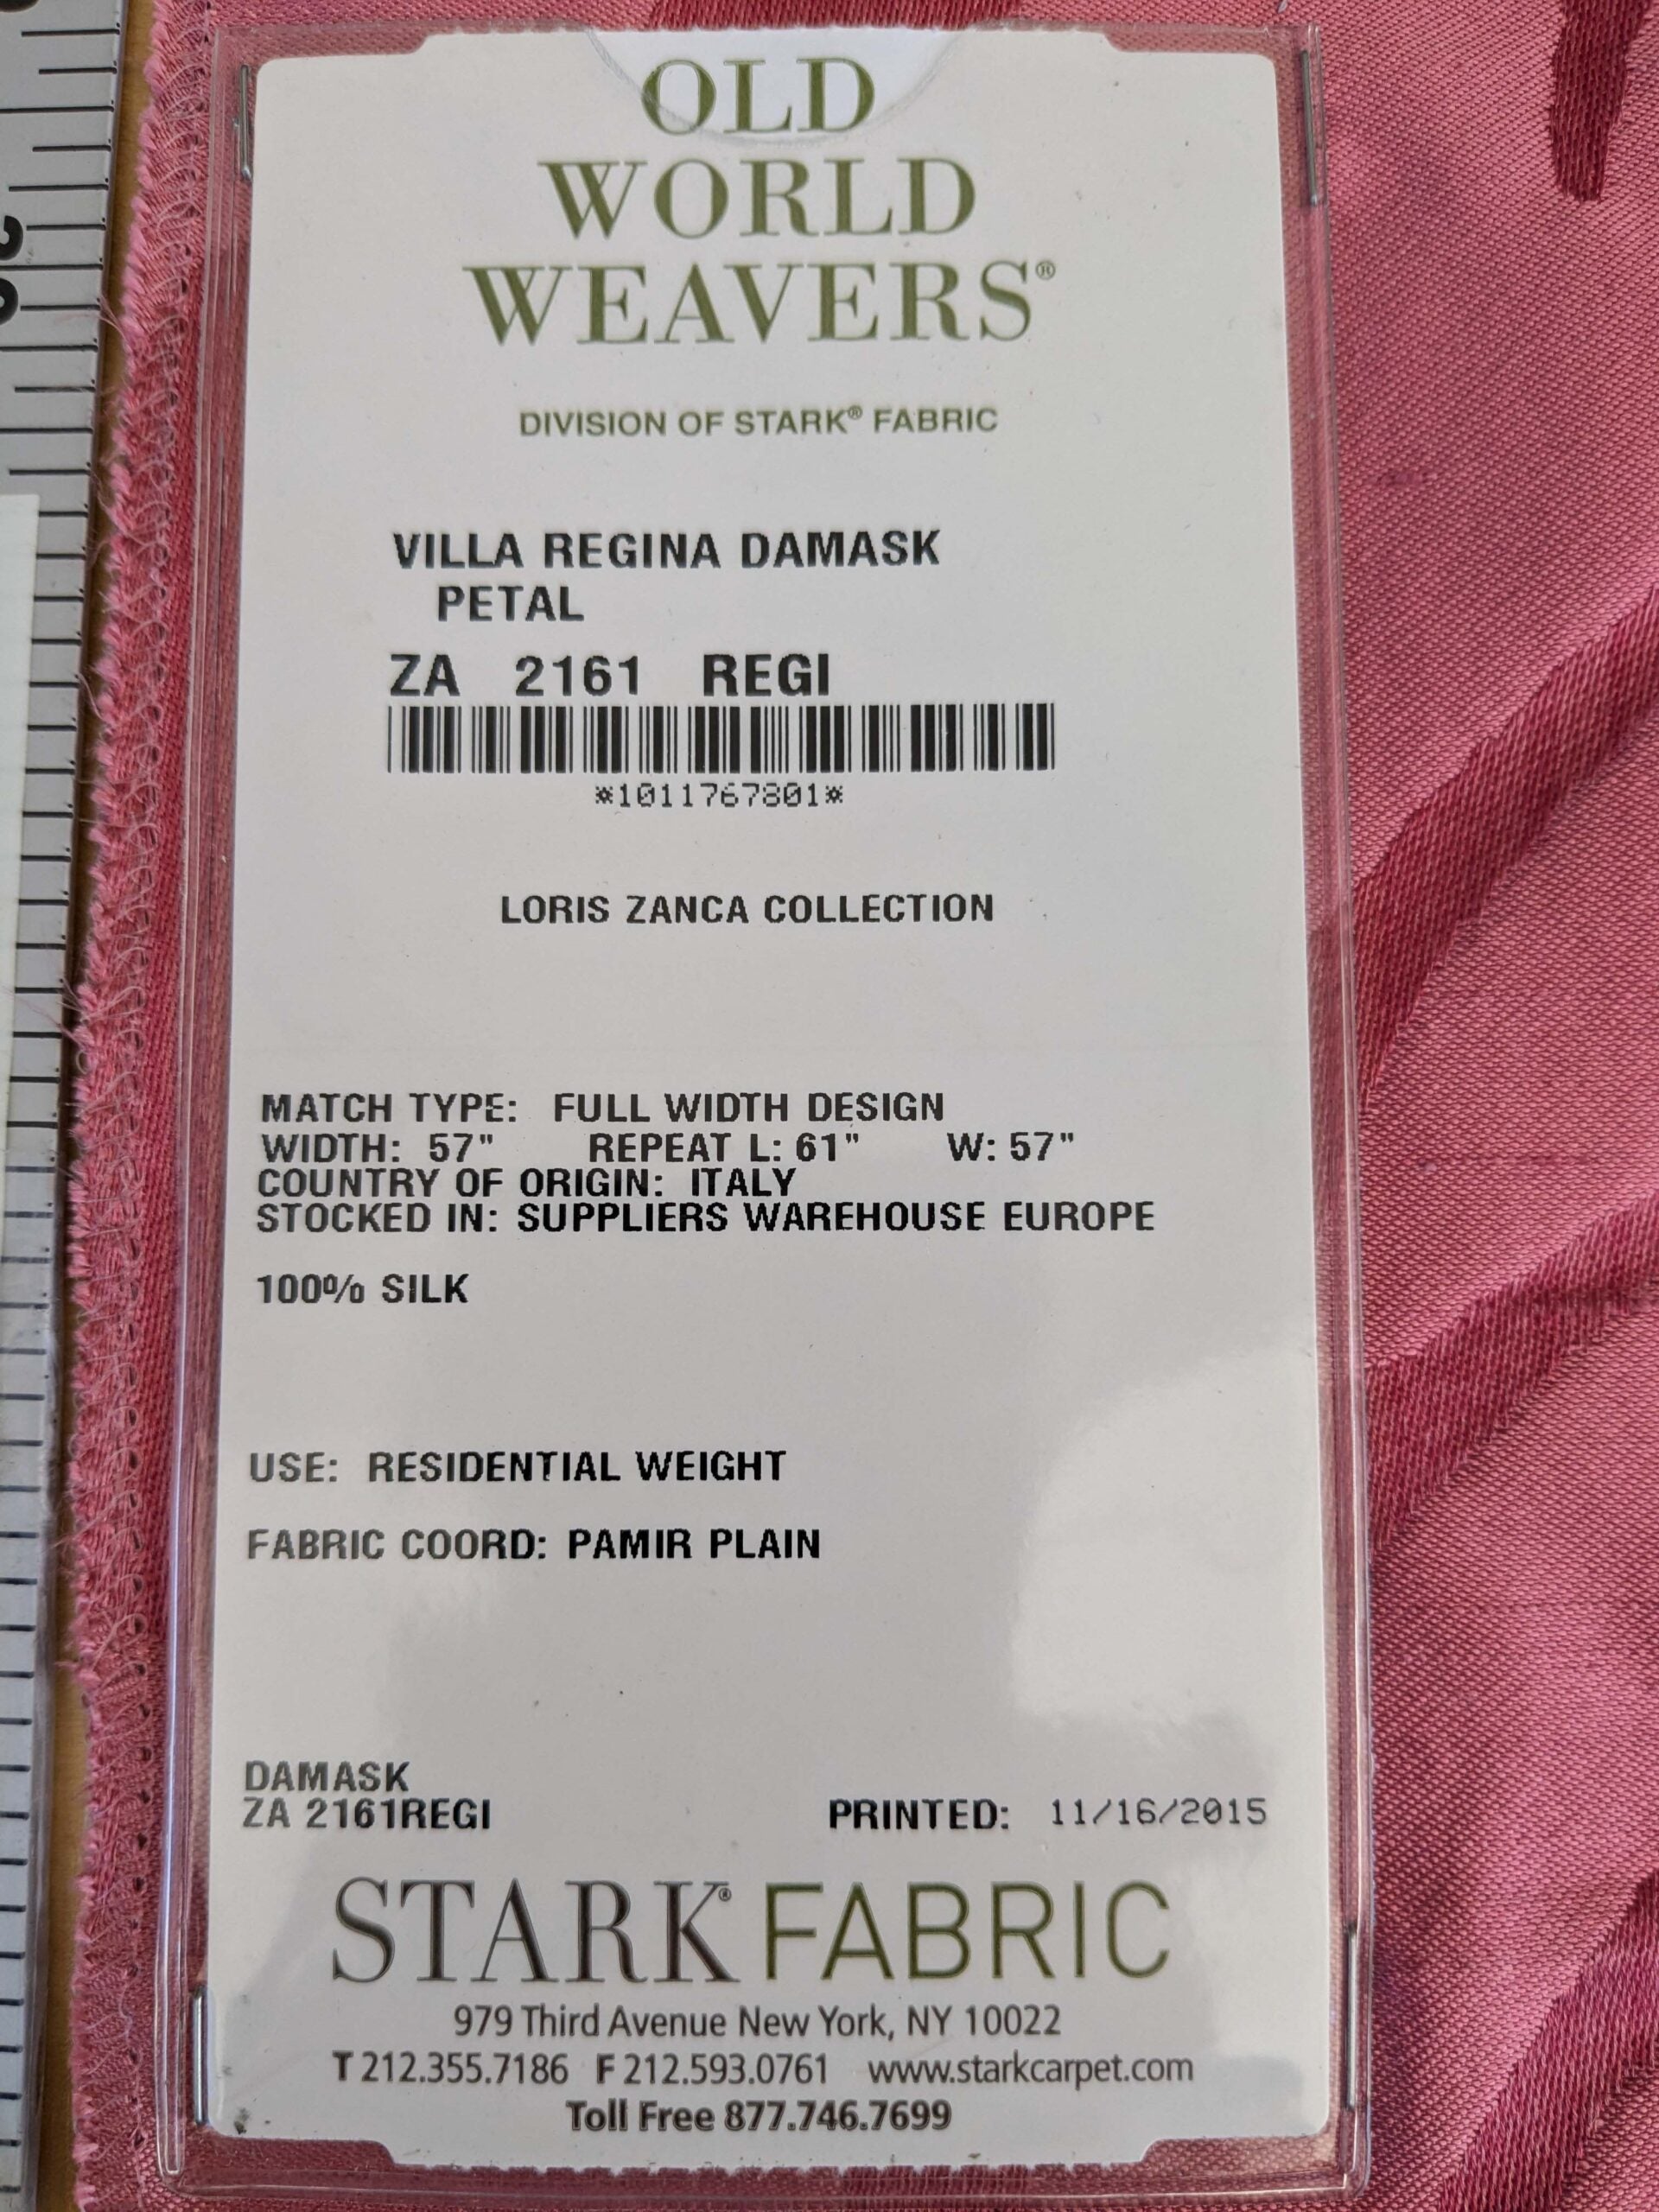 OLD
WORLD
WEAVERS®
DIVISION OF STARK® FABRIC
VILLA REGINA DAMASK
PETAL
ZA 2161 REGI
*1011767801*
LORIS ZANCA COLLECTION
MATCH TYPE: FULL WIDTH DESIGN
WIDTH: 57" REPEAT L: 61" W: 57"
COUNTRY OF ORIGIN: ITALY
STOCKED IN: SUPPLIERS WAREHOUSE EUROPE
100% SILK
USE: RESIDENTIAL WEIGHT
FABRIC COORD: PAMIR PLAIN
DAMASK
ZA 2161REGI PRINTED: 11/16/2015
STARK® FABRIC
979 Third Avenue New York, NY 10022
T 212.355.7186 F 212.593.0761 www.starkcarpet.com
Toll Free 877.746.7699